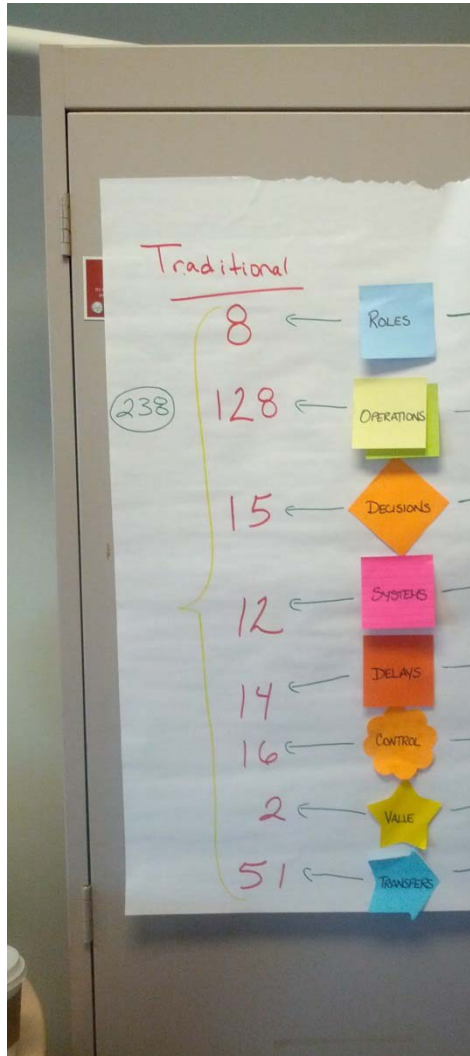 Traditional
8 ROLES
238 128 OPERATIONS
15 DECISIONS
12 SYSTEMS
14 DELAYS
16 CONTROL
2 VALUE
51 TRANSFERS